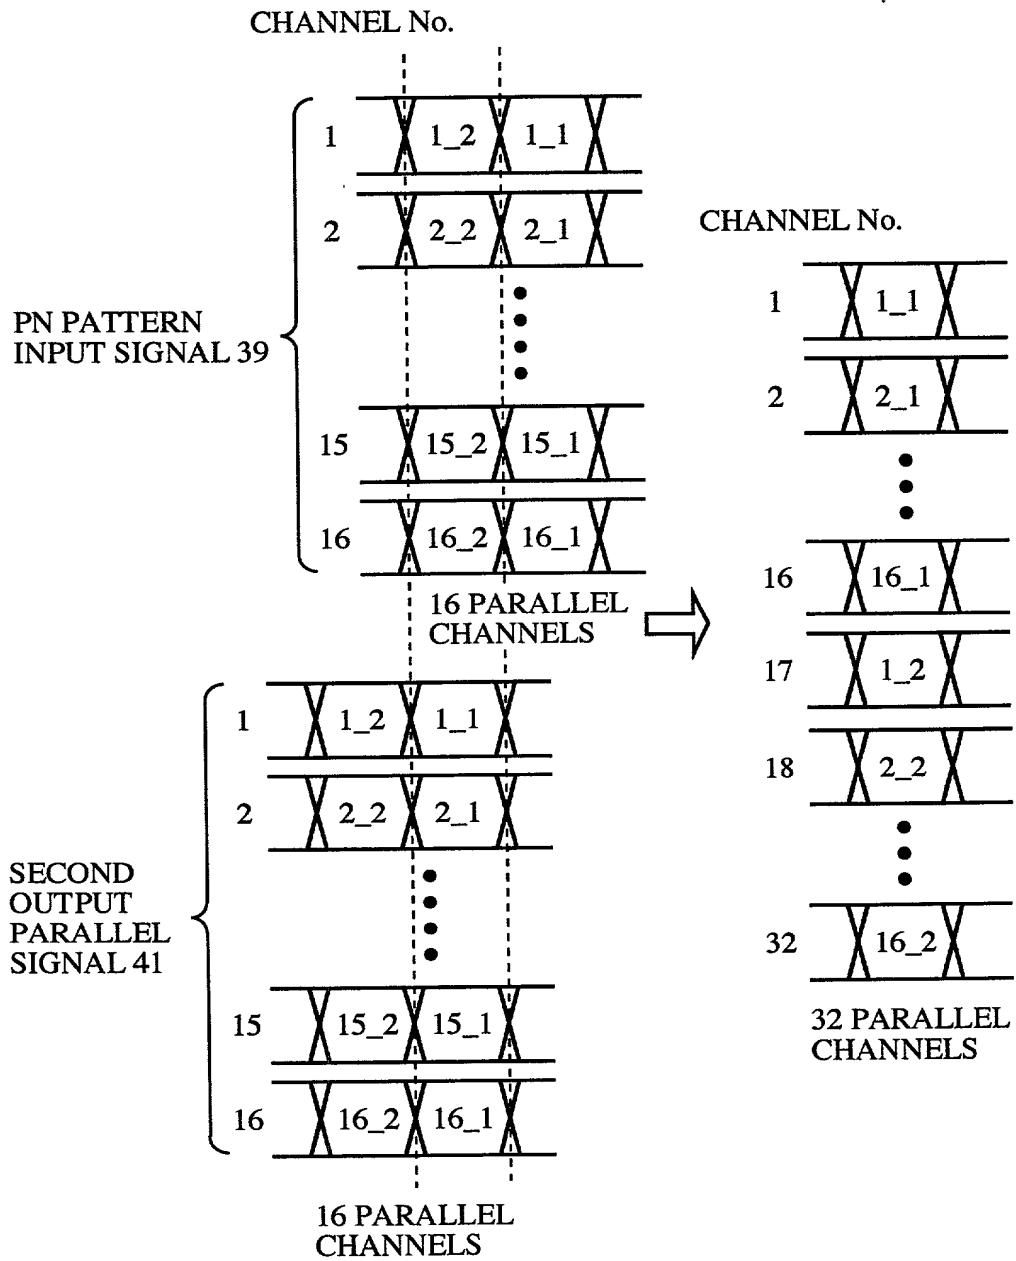 CHANNEL No.
1 1_2 1_1
2 2_2 2_1
PN PATTERN
INPUT SIGNAL 39
15 15_2 15_1
16 16_2 16_1
16 PARALLEL
CHANNELS
1 1_2 1_1
2 2_2 2_1
SECOND
OUTPUT
PARALLEL
SIGNAL 41
15 15_2 15_1
16 16_2 16_1
16 PARALLEL
CHANNELS
CHANNEL No.
1 1_1
2 2_1
16 16_1
17 1_2
18 2_2
32 16_2
32 PARALLEL
CHANNELS